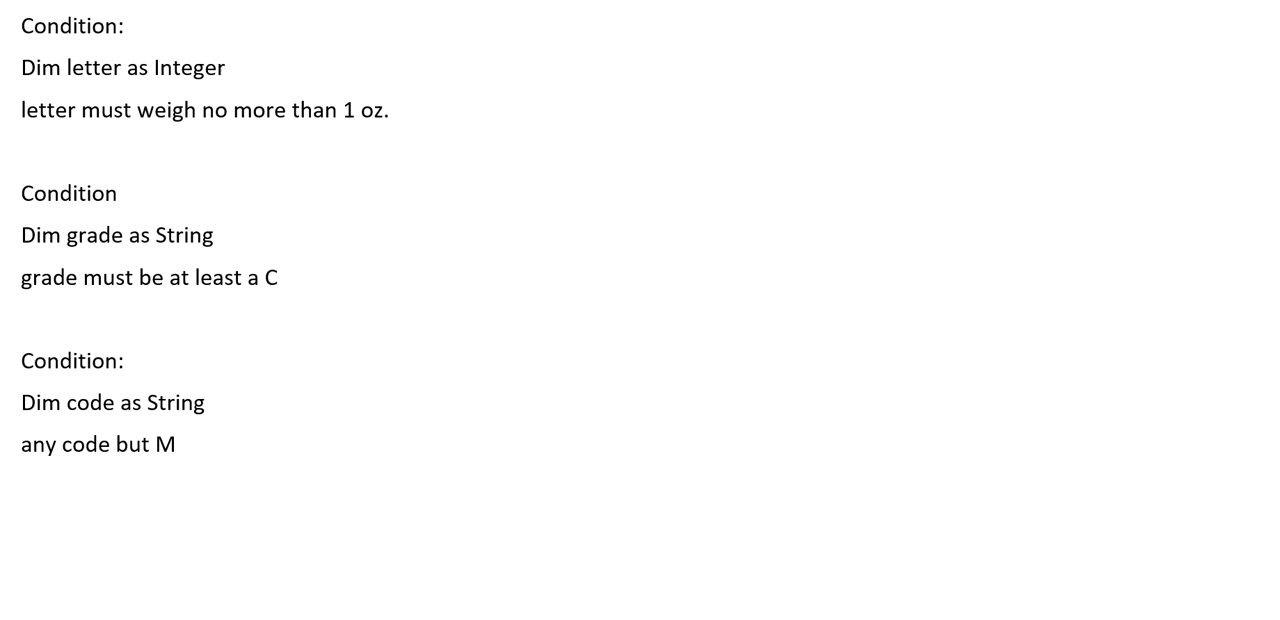 Condition:
Dim letter as Integer
letter must weigh no more than 1 oz.
Condition
Dim grade as String
grade must be at least a C
Condition:
Dim code as String
any code but M